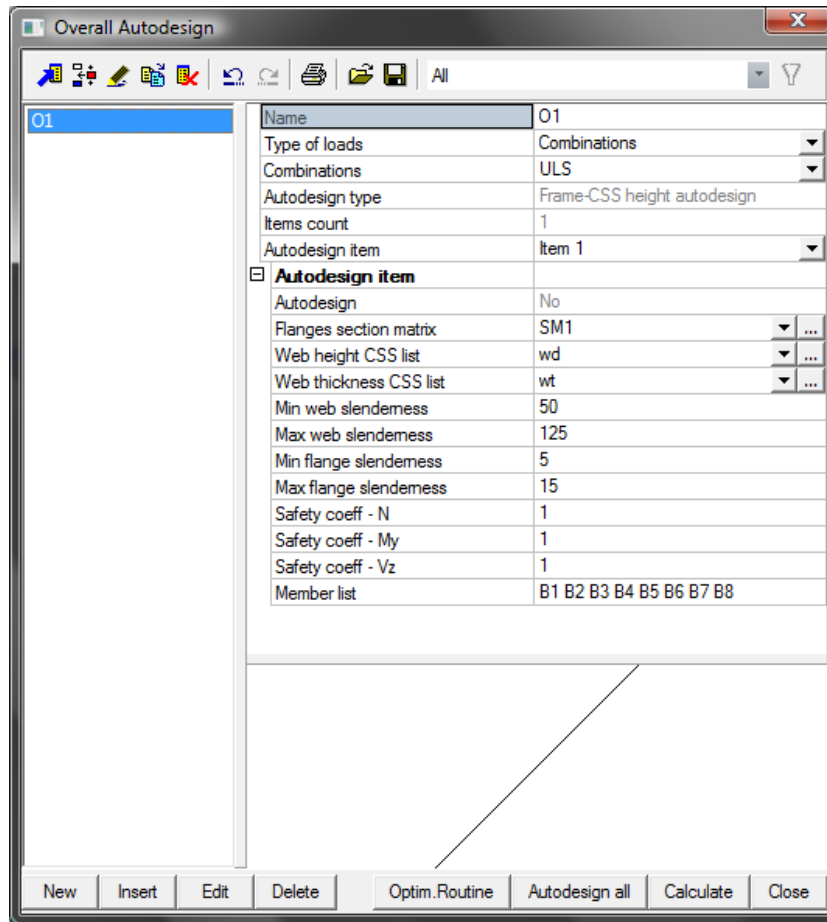 Overall Autodesign
All
O1
Name O1
Type of loads Combinations
Combinations ULS
Autodesign type Frame-CSS height autodesign
Items count 1
Autodesign item Item 1
Autodesign item
Autodesign No
Flanges section matrix SM1 ...
Web height CSS list wd ...
Web thickness CSS list wt ...
Min web slenderness 50
Max web slenderness 125
Min flange slenderness 5
Max flange slenderness 15
Safety coeff - N 1
Safety coeff - My 1
Safety coeff - Vz 1
Member list B1 B2 B3 B4 B5 B6 B7 B8
New Insert Edit Delete Optim.Routine Autodesign all Calculate Close